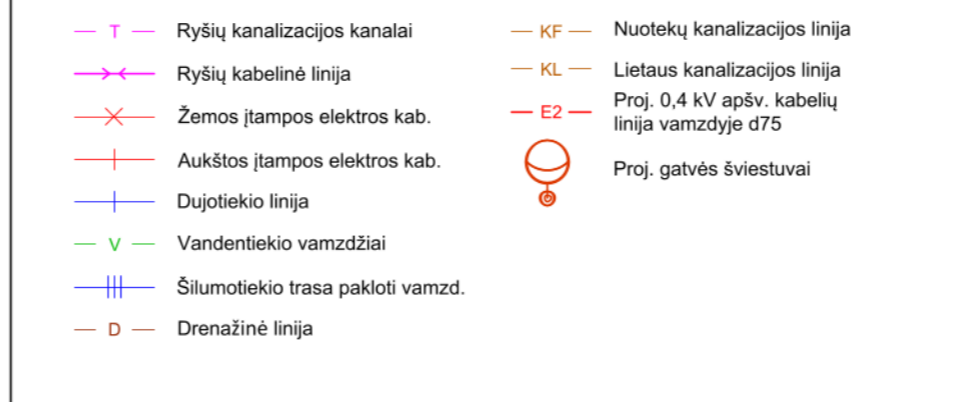 T Ryšių kanalizacijos kanalai
Ryšių kabelinė linija
Žemos įtampos elektros kab.
Aukštos įtampos elektros kab.
Dujotiekio linija
V Vandentiekio vamzdžiai
Šilumotiekio trasa pakloti vamzd.
D Drenažinė linija
KF Nuotekų kanalizacijos linija
KL Lietaus kanalizacijos linija
E2 Proj. 0,4 kV apšv. kabelių
linija vamzdyje d75
Proj. gatvės šviestuvai